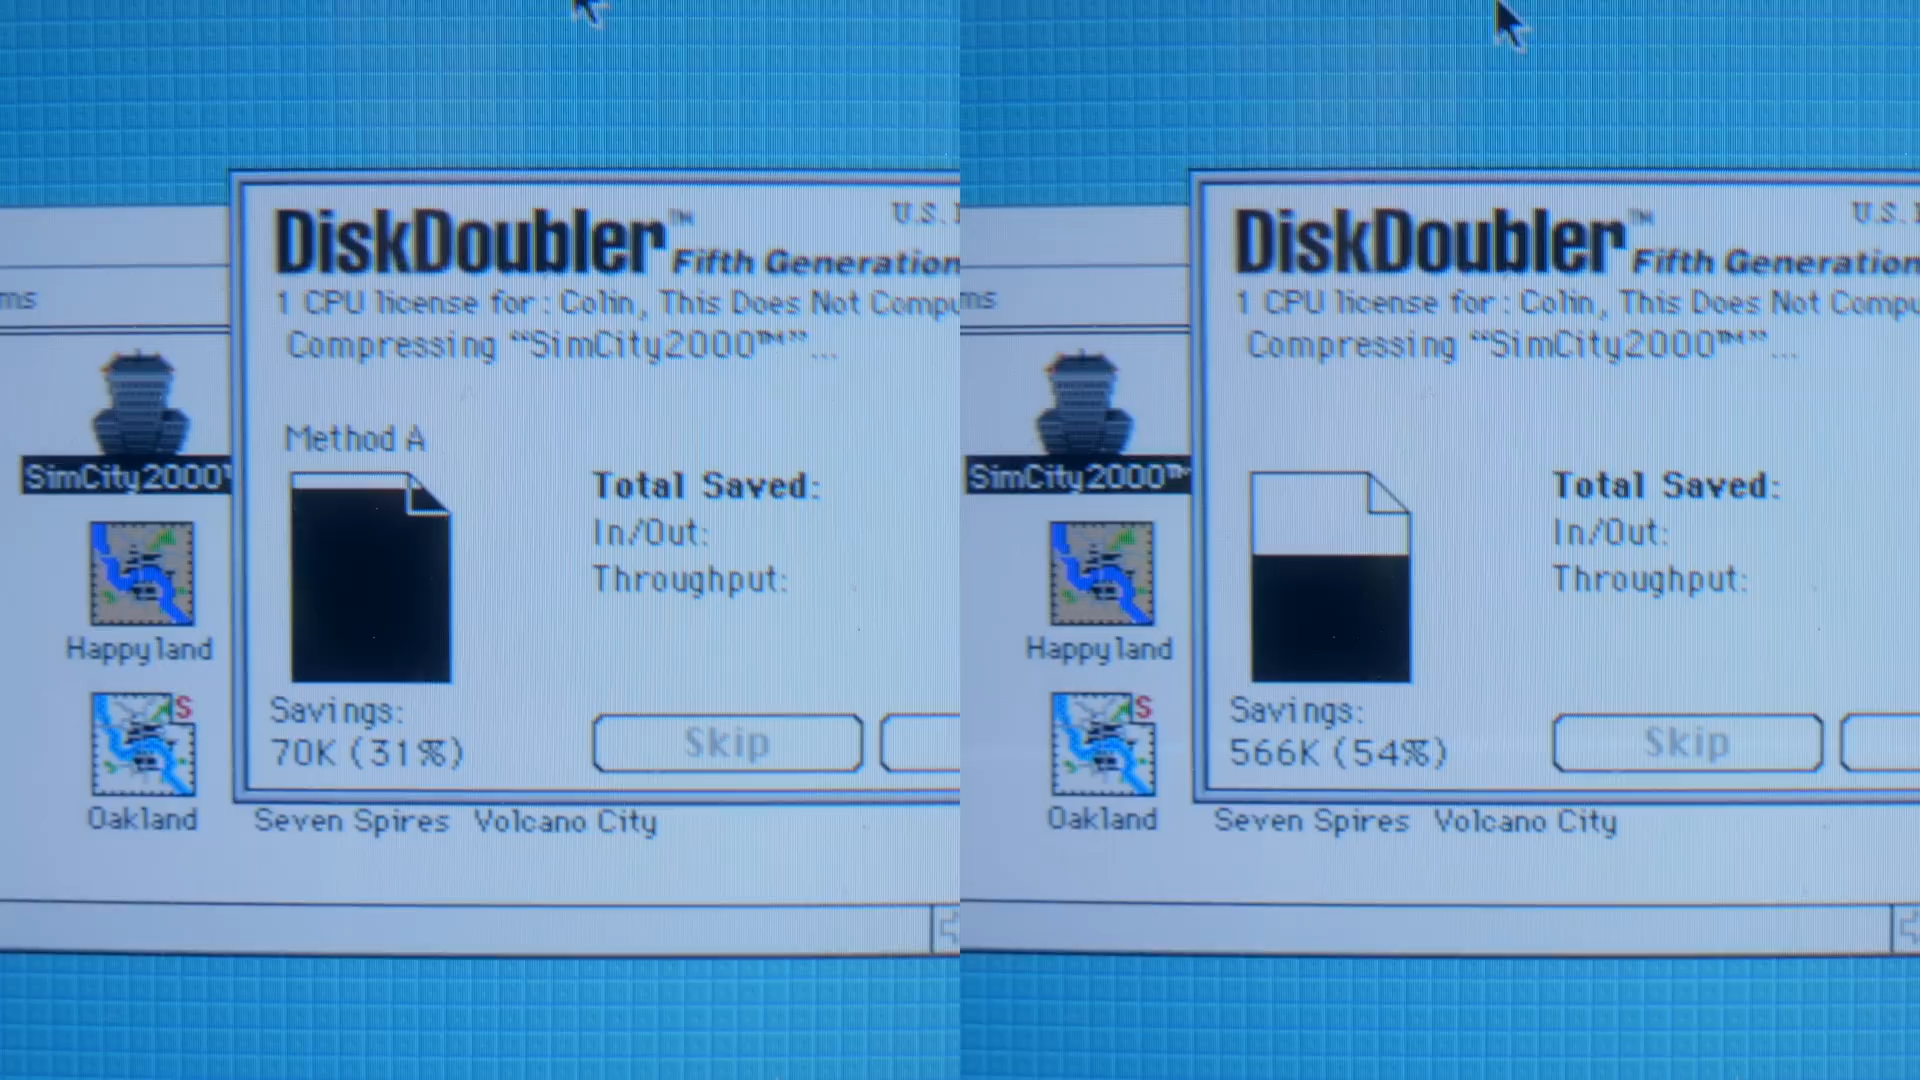 DiskDoubler™
U.S.
Fifth Generation
1 CPU license for: Colin, This Does Not Compu
ms
Compressing “SimCity2000™”...
Method A
SimCity2000
Total Saved:
In/Out:
Throughput:
Happyland
S
Savings:
70K (31%)
Skip
Oakland
Seven Spires Volcano City
DiskDoubler™
U.S.
Fifth Generation
1 CPU license for: Colin, This Does Not Compu
ms
Compressing “SimCity2000™”...
SimCity2000™
Total Saved:
In/Out:
Throughput:
Happyland
S
Savings:
566K (54%)
Skip
Oakland
Seven Spires Volcano City